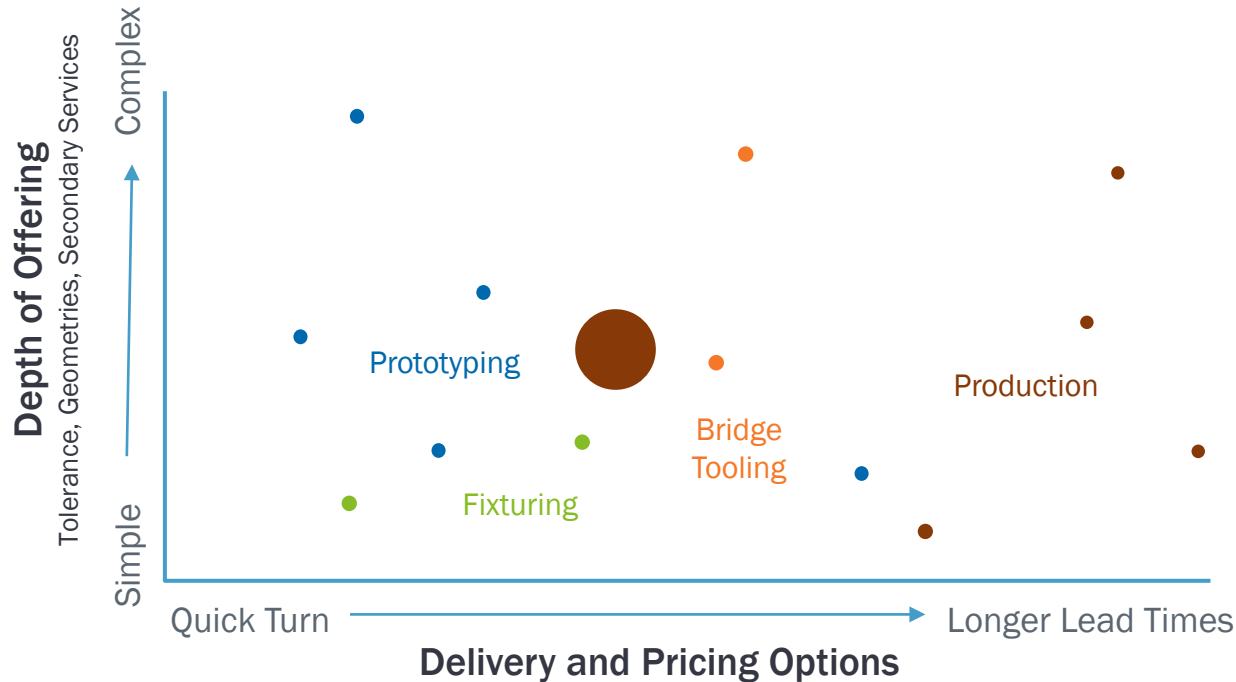 Depth of Offering
Tolerance, Geometries, Secondary Services
Complex
Simple
Prototyping
Production
Bridge
Tooling
Fixturing
Quick Turn
Longer Lead Times
Delivery and Pricing Options